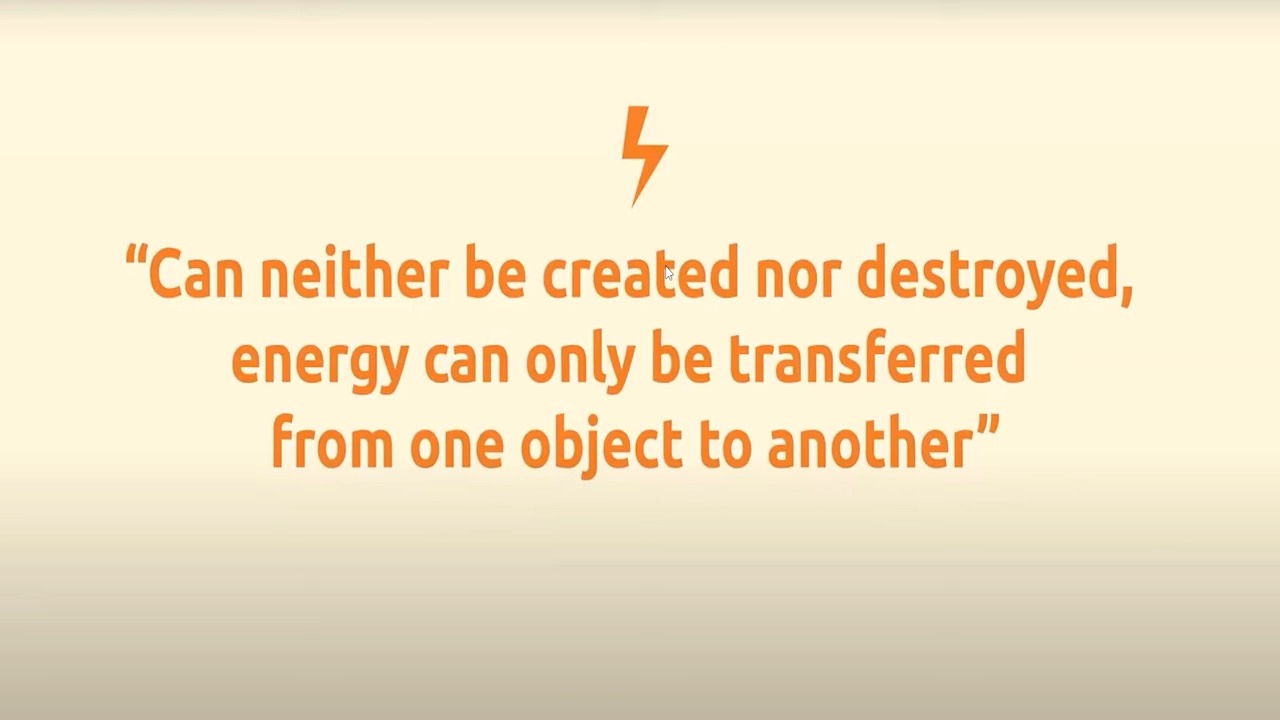 “Can neither be created nor destroyed,
energy can only be transferred
from one object to another”